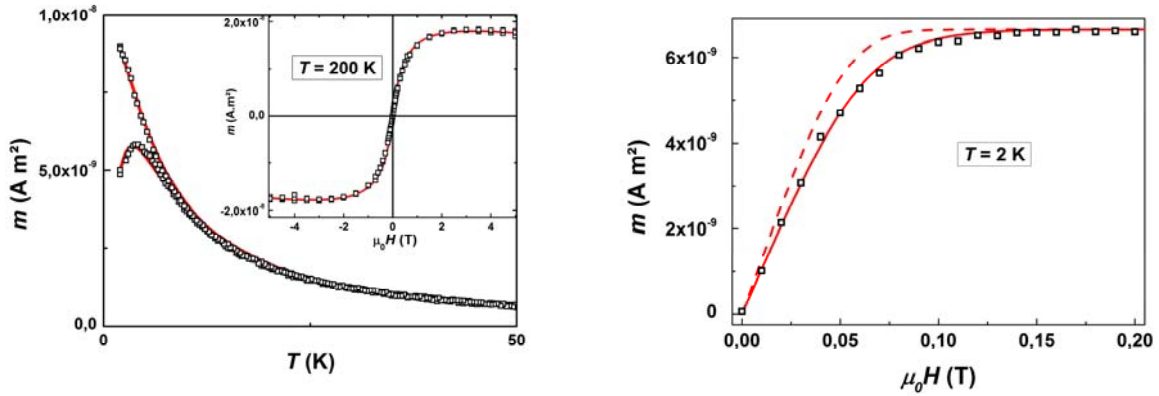 1,0x10⁻⁸
5,0x10⁻⁹
0,0
m (A m²)
0
50
T (K)
2,0x10⁻⁸
0,0
-2,0x10⁻⁸
m (A.m²)
T = 200 K
-4
-2
0
2
4
μ₀H (T)
6x10⁻⁹
4x10⁻⁹
2x10⁻⁹
0
m (A m²)
T = 2 K
0,00
0,05
0,10
0,15
0,20
μ₀H (T)